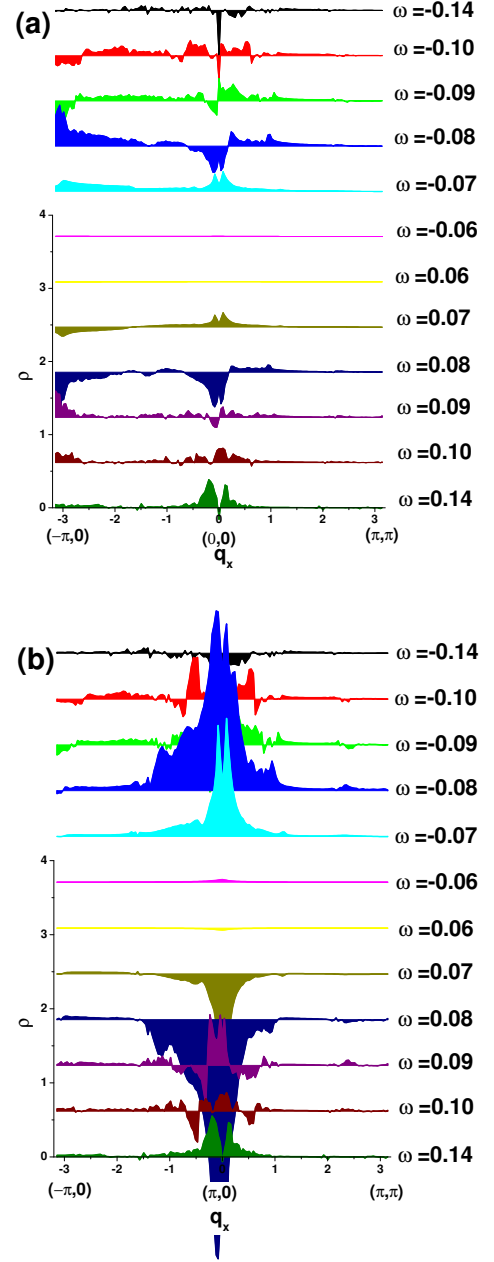 (a)
ω =-0.14
ω =-0.10
ω =-0.09
ω =-0.08
ω =-0.07
ω =-0.06
ω =0.06
ω =0.07
ω =0.08
ω =0.09
ω =0.10
ω =0.14
4
3
2
1
0
ρ
-3 -2 -1 0 1 2 3
(−π,0) (0,0) (π,π)
qx
(b)
ω =-0.14
ω =-0.10
ω =-0.09
ω =-0.08
ω =-0.07
ω =-0.06
ω =0.06
ω =0.07
ω =0.08
ω =0.09
ω =0.10
ω =0.14
4
3
2
1
0
ρ
-3 -2 -1 0 1 2 3
(−π,0) (π,0) (π,π)
qx